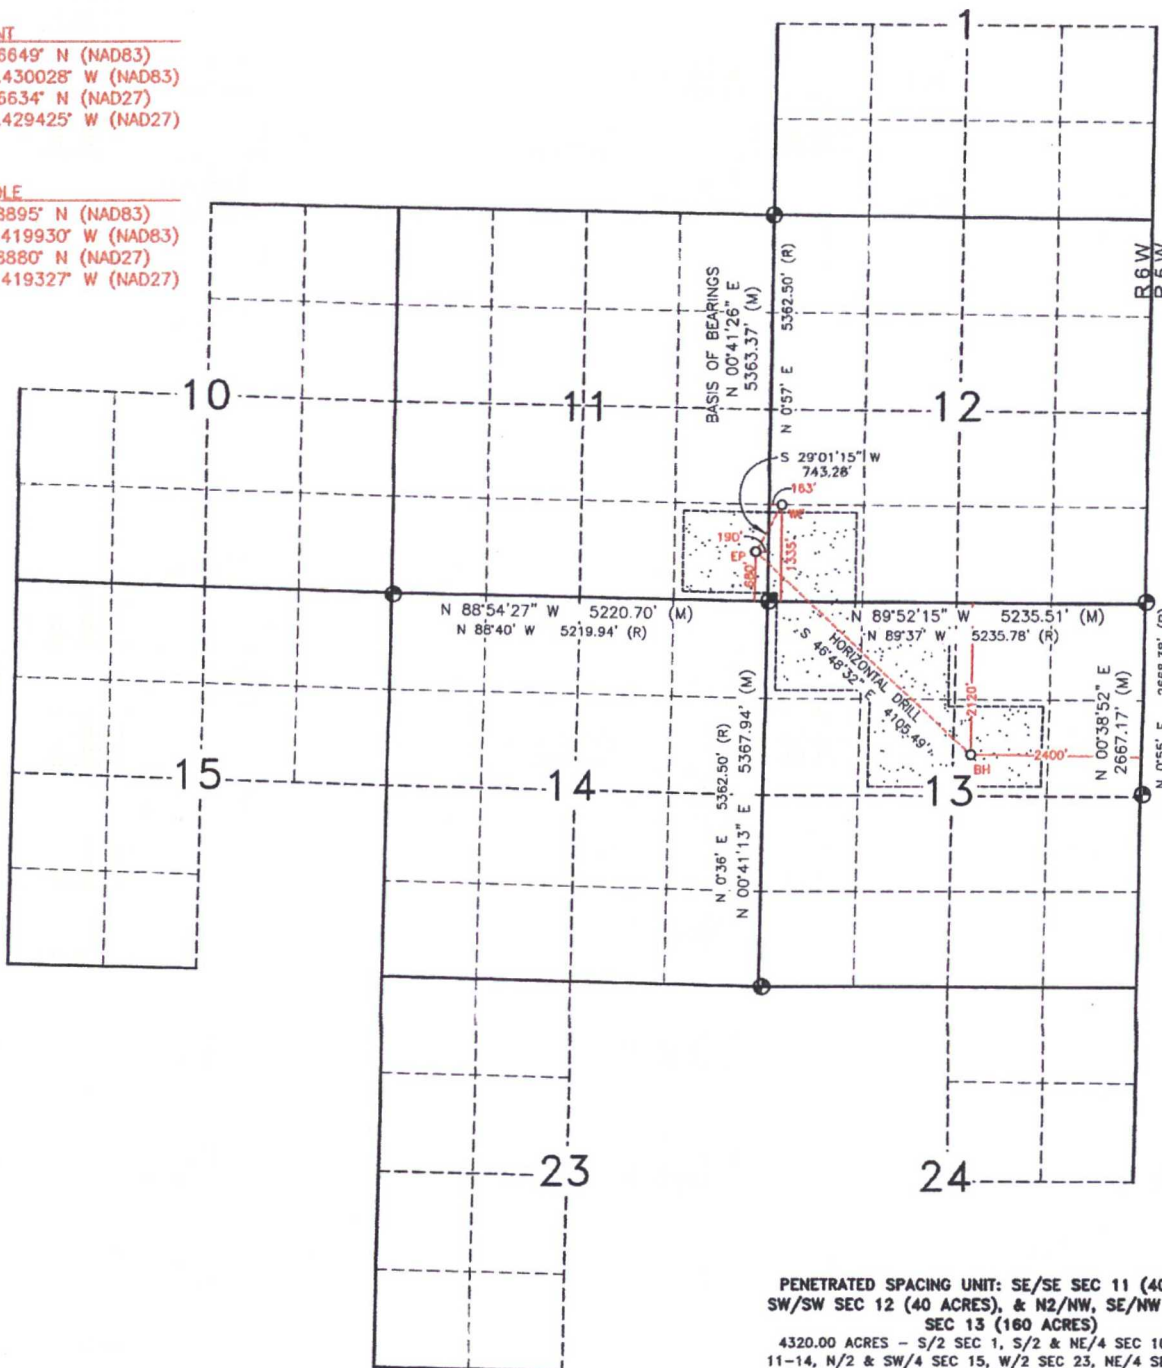 NT
6649° N (NAD83)
.430028° W (NAD83)
5634° N (NAD27)
.429425° W (NAD27)
OLE
8895° N (NAD83)
419930° W (NAD83)
8880° N (NAD27)
419327° W (NAD27)
1
R 6 W
10
11
12
BASIS OF BEARINGS
N 00°41'26" E
5363.37' (M)
N 0°57' E 5362.50' (R)
S 29°01'15" W
743.28'
163'
190'
EP
680'
1335'
N 88°54'27" W 5220.70' (M)
N 88°40' W 5219.94' (R)
N 89°52'15" W 5235.51' (M)
N 89°37' W 5235.78' (R)
HORIZONTAL DRILL
S 46°48'32" E 4105.49'
2120'
2400'
BH
N 00°38'52" E
2667.17' (M)
15
14
13
N 0°36' E 5362.50' (R)
N 00°41'13" E 5367.94' (M)
23
24
PENETRATED SPACING UNIT: SE/SE SEC 11 (40
SW/SW SEC 12 (40 ACRES), & N2/NW, SE/NW
SEC 13 (160 ACRES)
4320.00 ACRES – S/2 SEC 1, S/2 & NE/4 SEC 10
11-14, N/2 & SW/4 SEC 15, W/2 SEC 23, NE/4 S